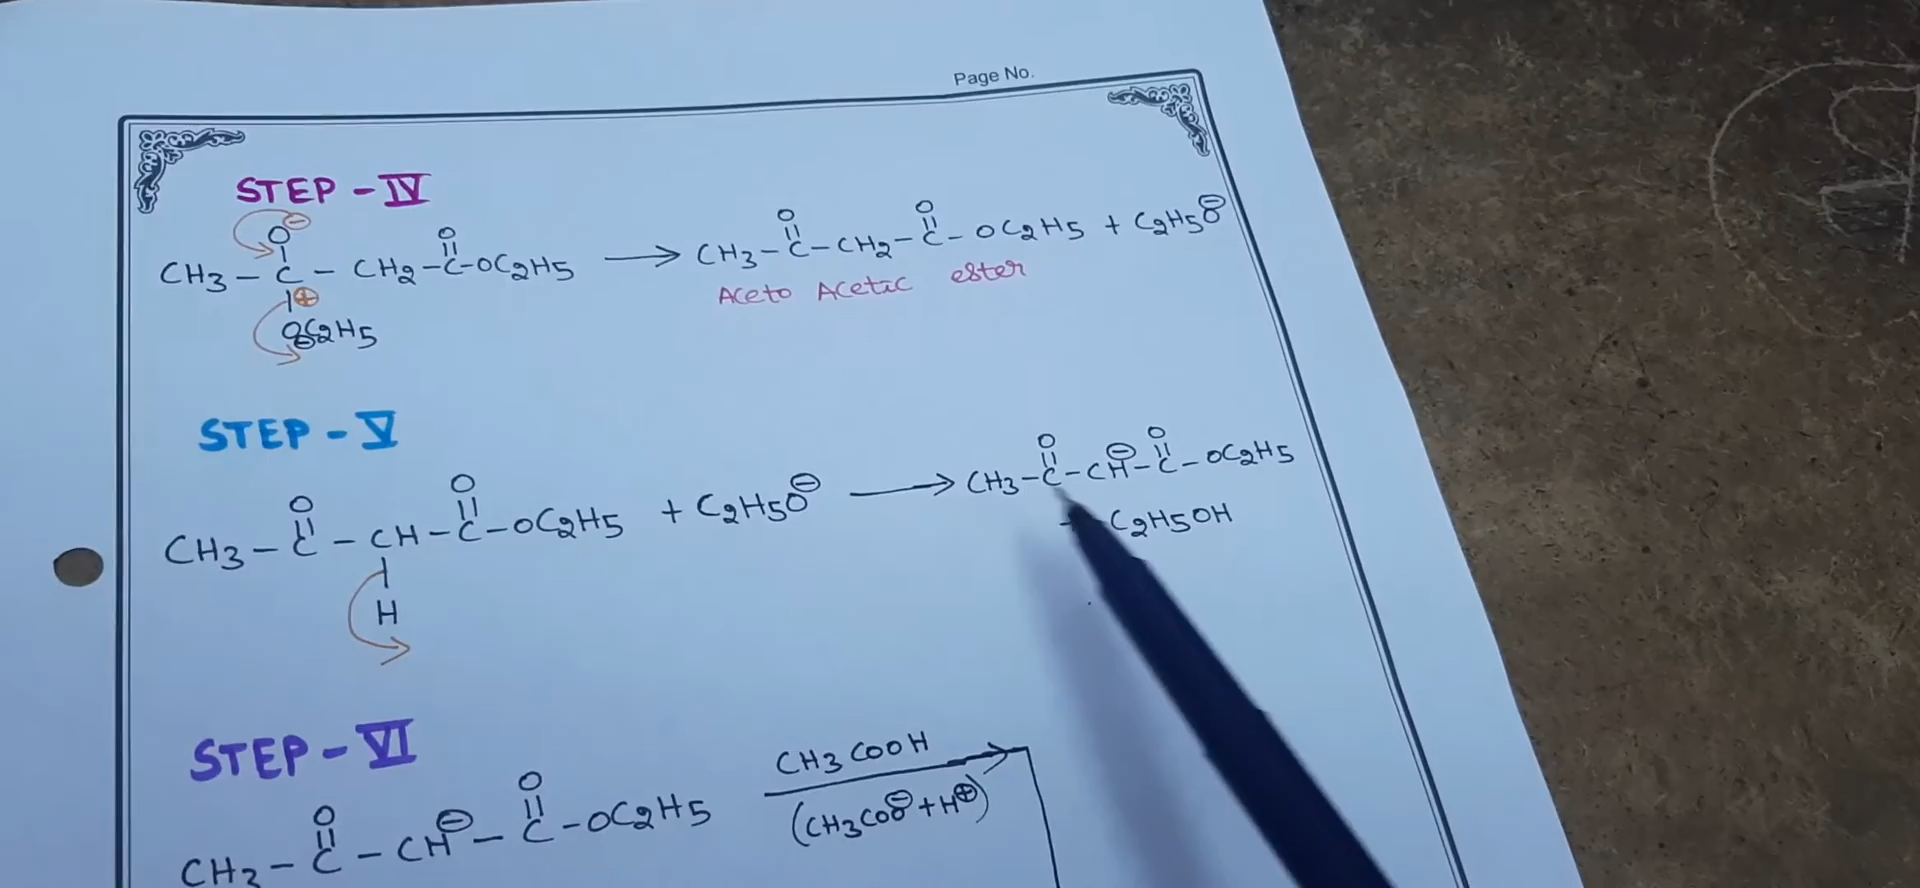 Page No.
STEP - IV
O⊖ O O O
CH3 - C - CH2 - C - OC2H5 → CH3 - C - CH2 - C - OC2H5 + C2H5O⊖
⊕ Aceto Acetic ester
OC2H5
STEP - V
O O O ⊖ O
CH3 - C - CH - C - OC2H5 + C2H5O⊖ → CH3 - C - CH - C - OC2H5
H C2H5OH
STEP - VI
O ⊖ O CH3COOH
CH3 - C - CH - C - OC2H5 (CH3COO⊖ + H⊕)